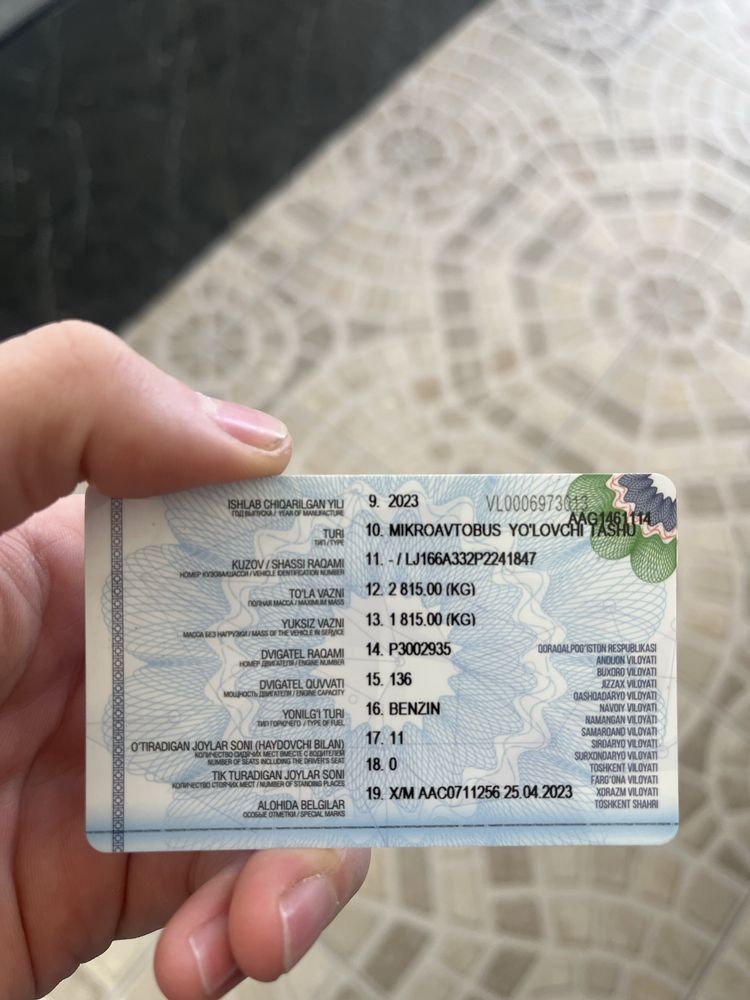 ISHLAB CHIQARILGAN YILI 9. 2023 VL0006973013
ГОД ВЫПУСКА / YEAR OF MANUFACTURE
AAG1461114
TURI 10. MIKROAVTOBUS YO'LOVCHI TASHU
ТИП / TYPE
KUZOV / SHASSI RAQAMI 11. - / LJ166A332P2241847
НОМЕР КУЗОВА/ШАССИ / VEHICLE IDENTIFICATION NUMBER
TO'LA VAZNI 12. 2 815.00 (KG)
ПОЛНАЯ МАССА / MAXIMUM MASS
YUKSIZ VAZNI 13. 1 815.00 (KG)
МАССА БЕЗ НАГРУЗКИ / MASS OF THE VEHICLE IN SERVICE
DVIGATEL RAQAMI 14. P3002935
НОМЕР ДВИГАТЕЛЯ / ENGINE NUMBER
DVIGATEL QUVVATI 15. 136
МОЩНОСТЬ ДВИГАТЕЛЯ / ENGINE CAPACITY
YONILG'I TURI 16. BENZIN
ТИП ГОРЮЧЕГО / TYPE OF FUEL
O'TIRADIGAN JOYLAR SONI (HAYDOVCHI BILAN) 17. 11
КОЛИЧЕСТВО СИДЯЧИХ МЕСТ ВМЕСТЕ С ВОДИТЕЛЕМ
NUMBER OF SEATS INCLUDING THE DRIVER'S SEAT
TIK TURADIGAN JOYLAR SONI 18. 0
КОЛИЧЕСТВО СТОЯЧИХ МЕСТ / NUMBER OF STANDING PLACES
ALOHIDA BELGILAR 19. X/M AAC0711256 25.04.2023
ОСОБЫЕ ОТМЕТКИ / SPECIAL MARKS
QORAQALPOG'ISTON RESPUBLIKASI
ANDIJON VILOYATI
BUXORO VILOYATI
JIZZAX VILOYATI
QASHQADARYO VILOYATI
NAVOIY VILOYATI
NAMANGAN VILOYATI
SAMARQAND VILOYATI
SIRDARYO VILOYATI
SURXONDARYO VILOYATI
TOSHKENT VILOYATI
FARG'ONA VILOYATI
XORAZM VILOYATI
TOSHKENT SHAHRI